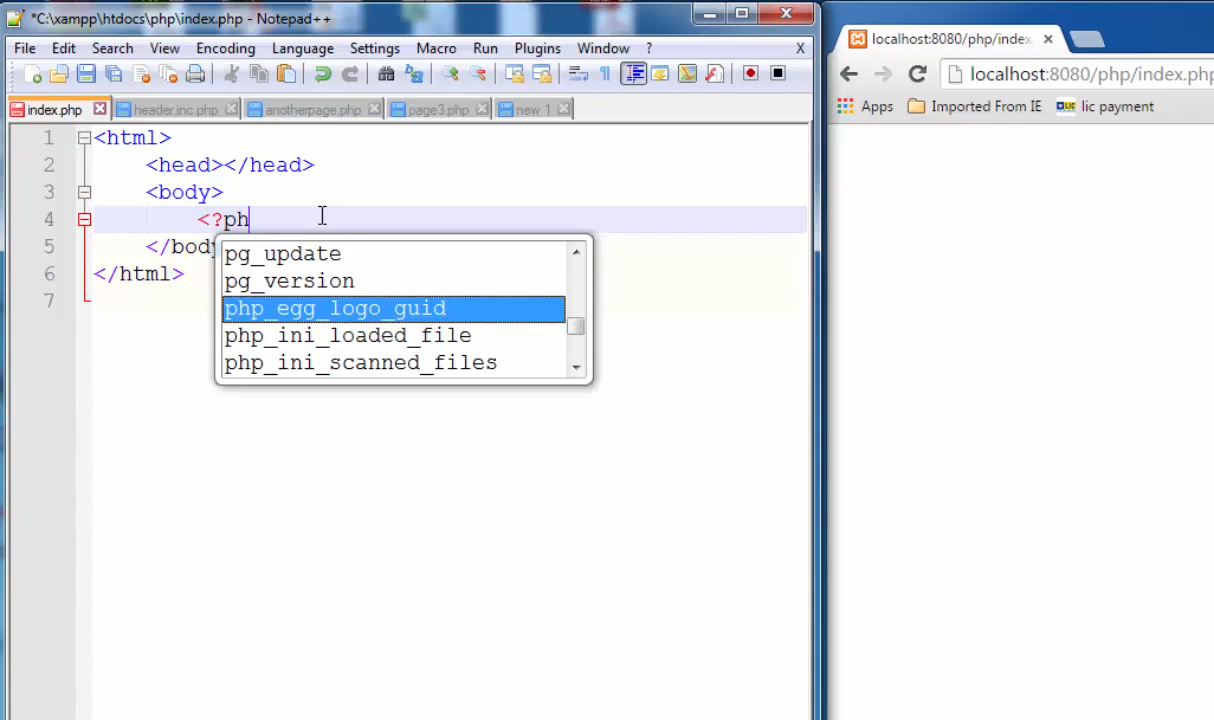 *C:\xampp\htdocs\php\index.php - Notepad++
File Edit Search View Encoding Language Settings Macro Run Plugins Window ? X
index.php header.inc.php anotherpage.php page3.php new 1
1 <html>
2 <head></head>
3 <body>
4 <?ph
5 </body
6 </html>
7
pg_update
pg_version
php_egg_logo_guid
php_ini_loaded_file
php_ini_scanned_files
localhost:8080/php/index
localhost:8080/php/index.php
Apps Imported From IE LIC lic payment